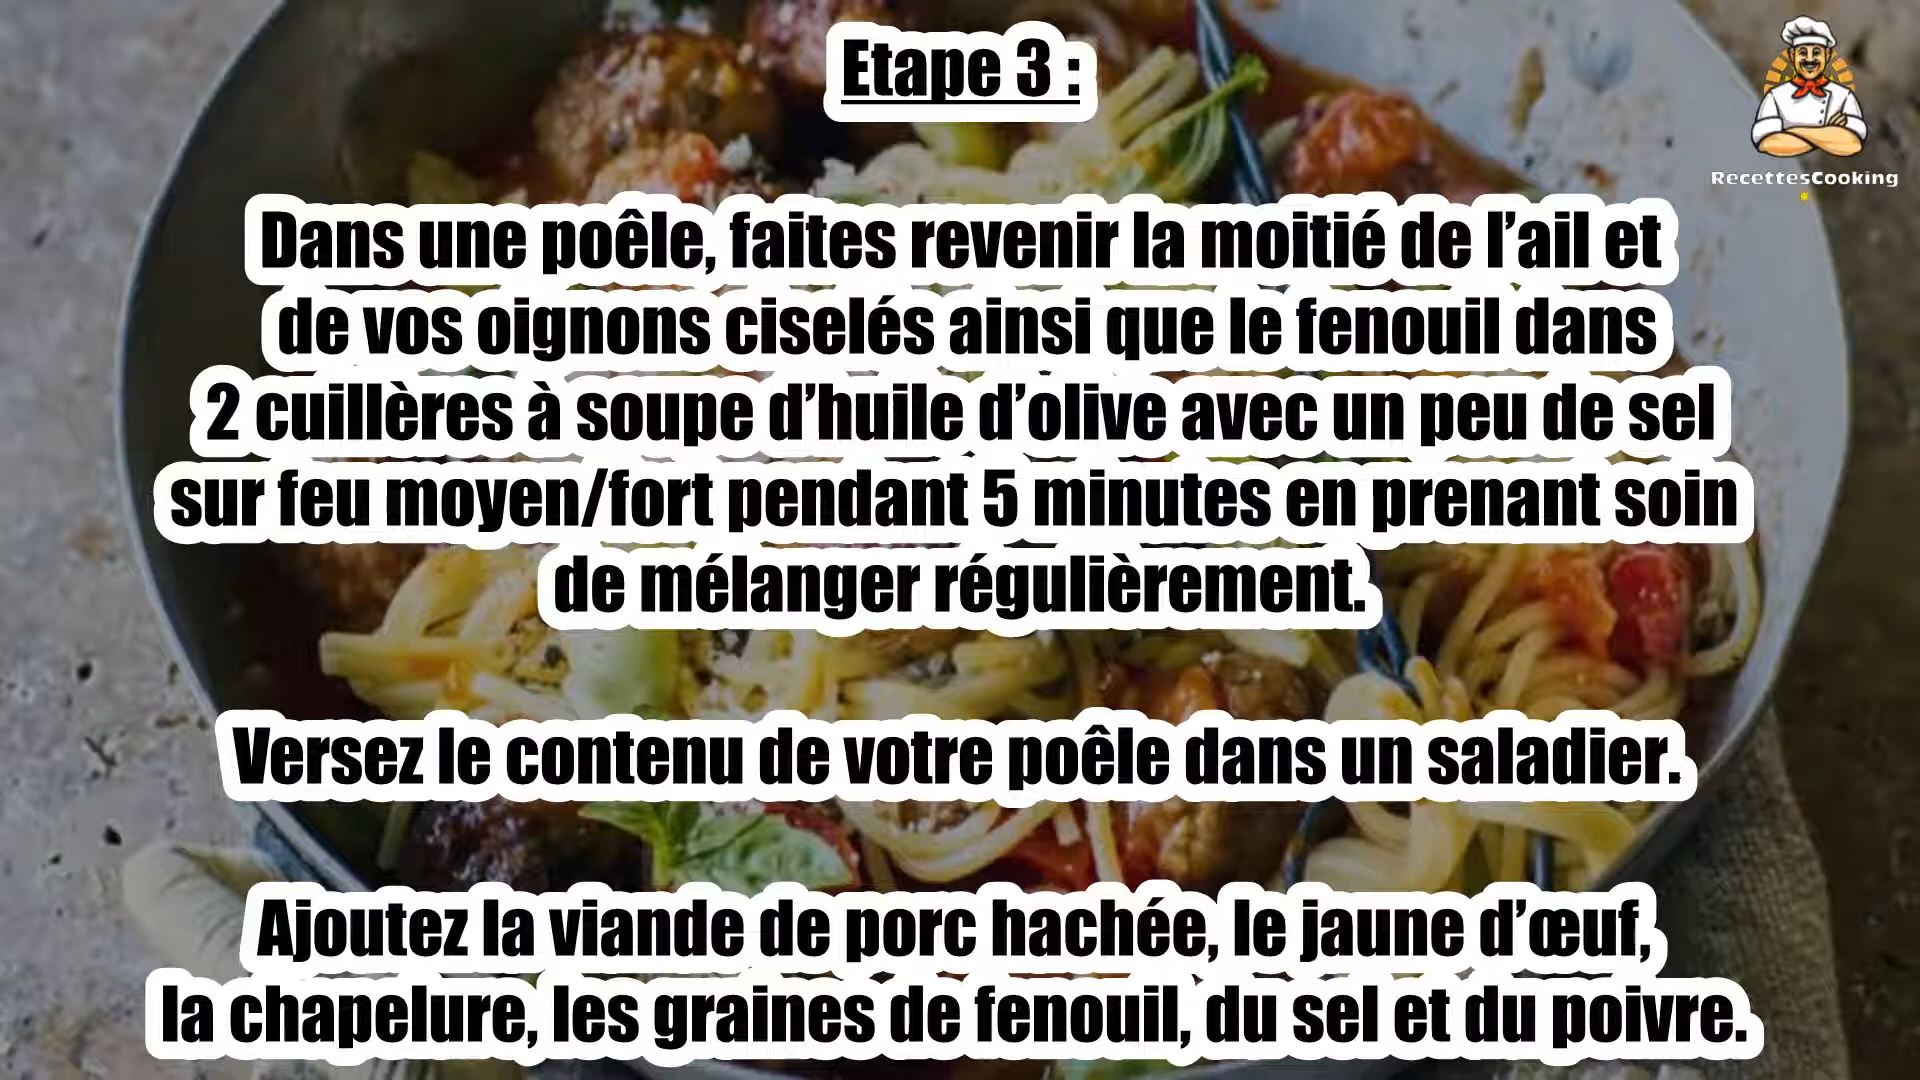 Etape 3 :
RecettesCooking
Dans une poêle, faites revenir la moitié de l’ail et
de vos oignons ciselés ainsi que le fenouil dans
2 cuillères à soupe d’huile d’olive avec un peu de sel
sur feu moyen/fort pendant 5 minutes en prenant soin
de mélanger régulièrement.
Versez le contenu de votre poêle dans un saladier.
Ajoutez la viande de porc hachée, le jaune d’œuf,
la chapelure, les graines de fenouil, du sel et du poivre.